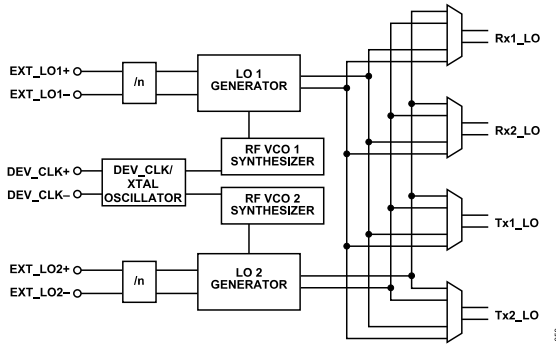 EXT_LO1+
EXT_LO1–
/n
LO 1
GENERATOR
Rx1_LO
Rx2_LO
RF VCO 1
SYNTHESIZER
DEV_CLK+
DEV_CLK–
DEV_CLK/
XTAL
OSCILLATOR
RF VCO 2
SYNTHESIZER
Tx1_LO
EXT_LO2+
EXT_LO2–
/n
LO 2
GENERATOR
Tx2_LO